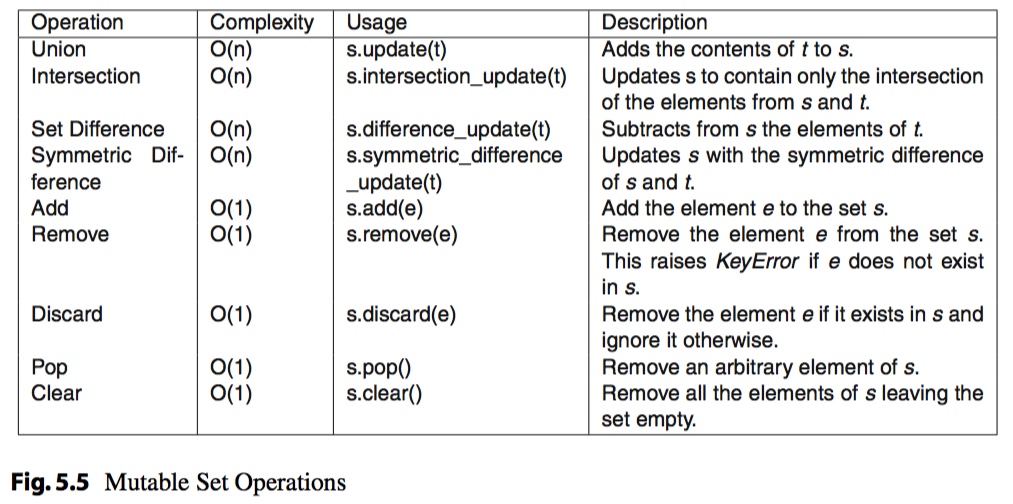 Operation Complexity Usage Description
Union O(n) s.update(t) Adds the contents of t to s.
Intersection O(n) s.intersection_update(t) Updates s to contain only the intersection
of the elements from s and t.
Set Difference O(n) s.difference_update(t) Subtracts from s the elements of t.
Symmetric Dif- O(n) s.symmetric_difference Updates s with the symmetric difference
ference _update(t) of s and t.
Add O(1) s.add(e) Add the element e to the set s.
Remove O(1) s.remove(e) Remove the element e from the set s.
This raises KeyError if e does not exist
in s.
Discard O(1) s.discard(e) Remove the element e if it exists in s and
ignore it otherwise.
Pop O(1) s.pop() Remove an arbitrary element of s.
Clear O(1) s.clear() Remove all the elements of s leaving the
set empty.
Fig. 5.5 Mutable Set Operations